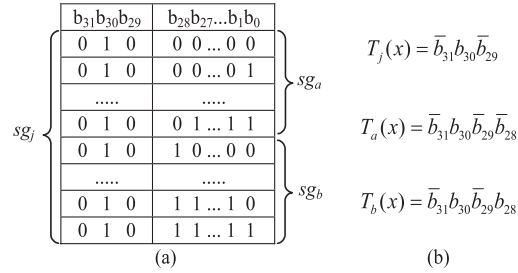 b₃₁b₃₀b₂₉ b₂₈b₂₇...b₁b₀
0 1 0 0 0 ... 0 0
0 1 0 0 0 ... 0 1
..... .....
0 1 0 0 1 ... 1 1
0 1 0 1 0 ... 0 0
..... .....
0 1 0 1 1 ... 1 0
0 1 0 1 1 ... 1 1
sgⱼ
sgₐ
sg_b
(a)
Tⱼ(x) = b̅₃₁b₃₀b̅₂₉
Tₐ(x) = b̅₃₁b₃₀b̅₂₉b̅₂₈
T_b(x) = b̅₃₁b₃₀b̅₂₉b₂₈
(b)